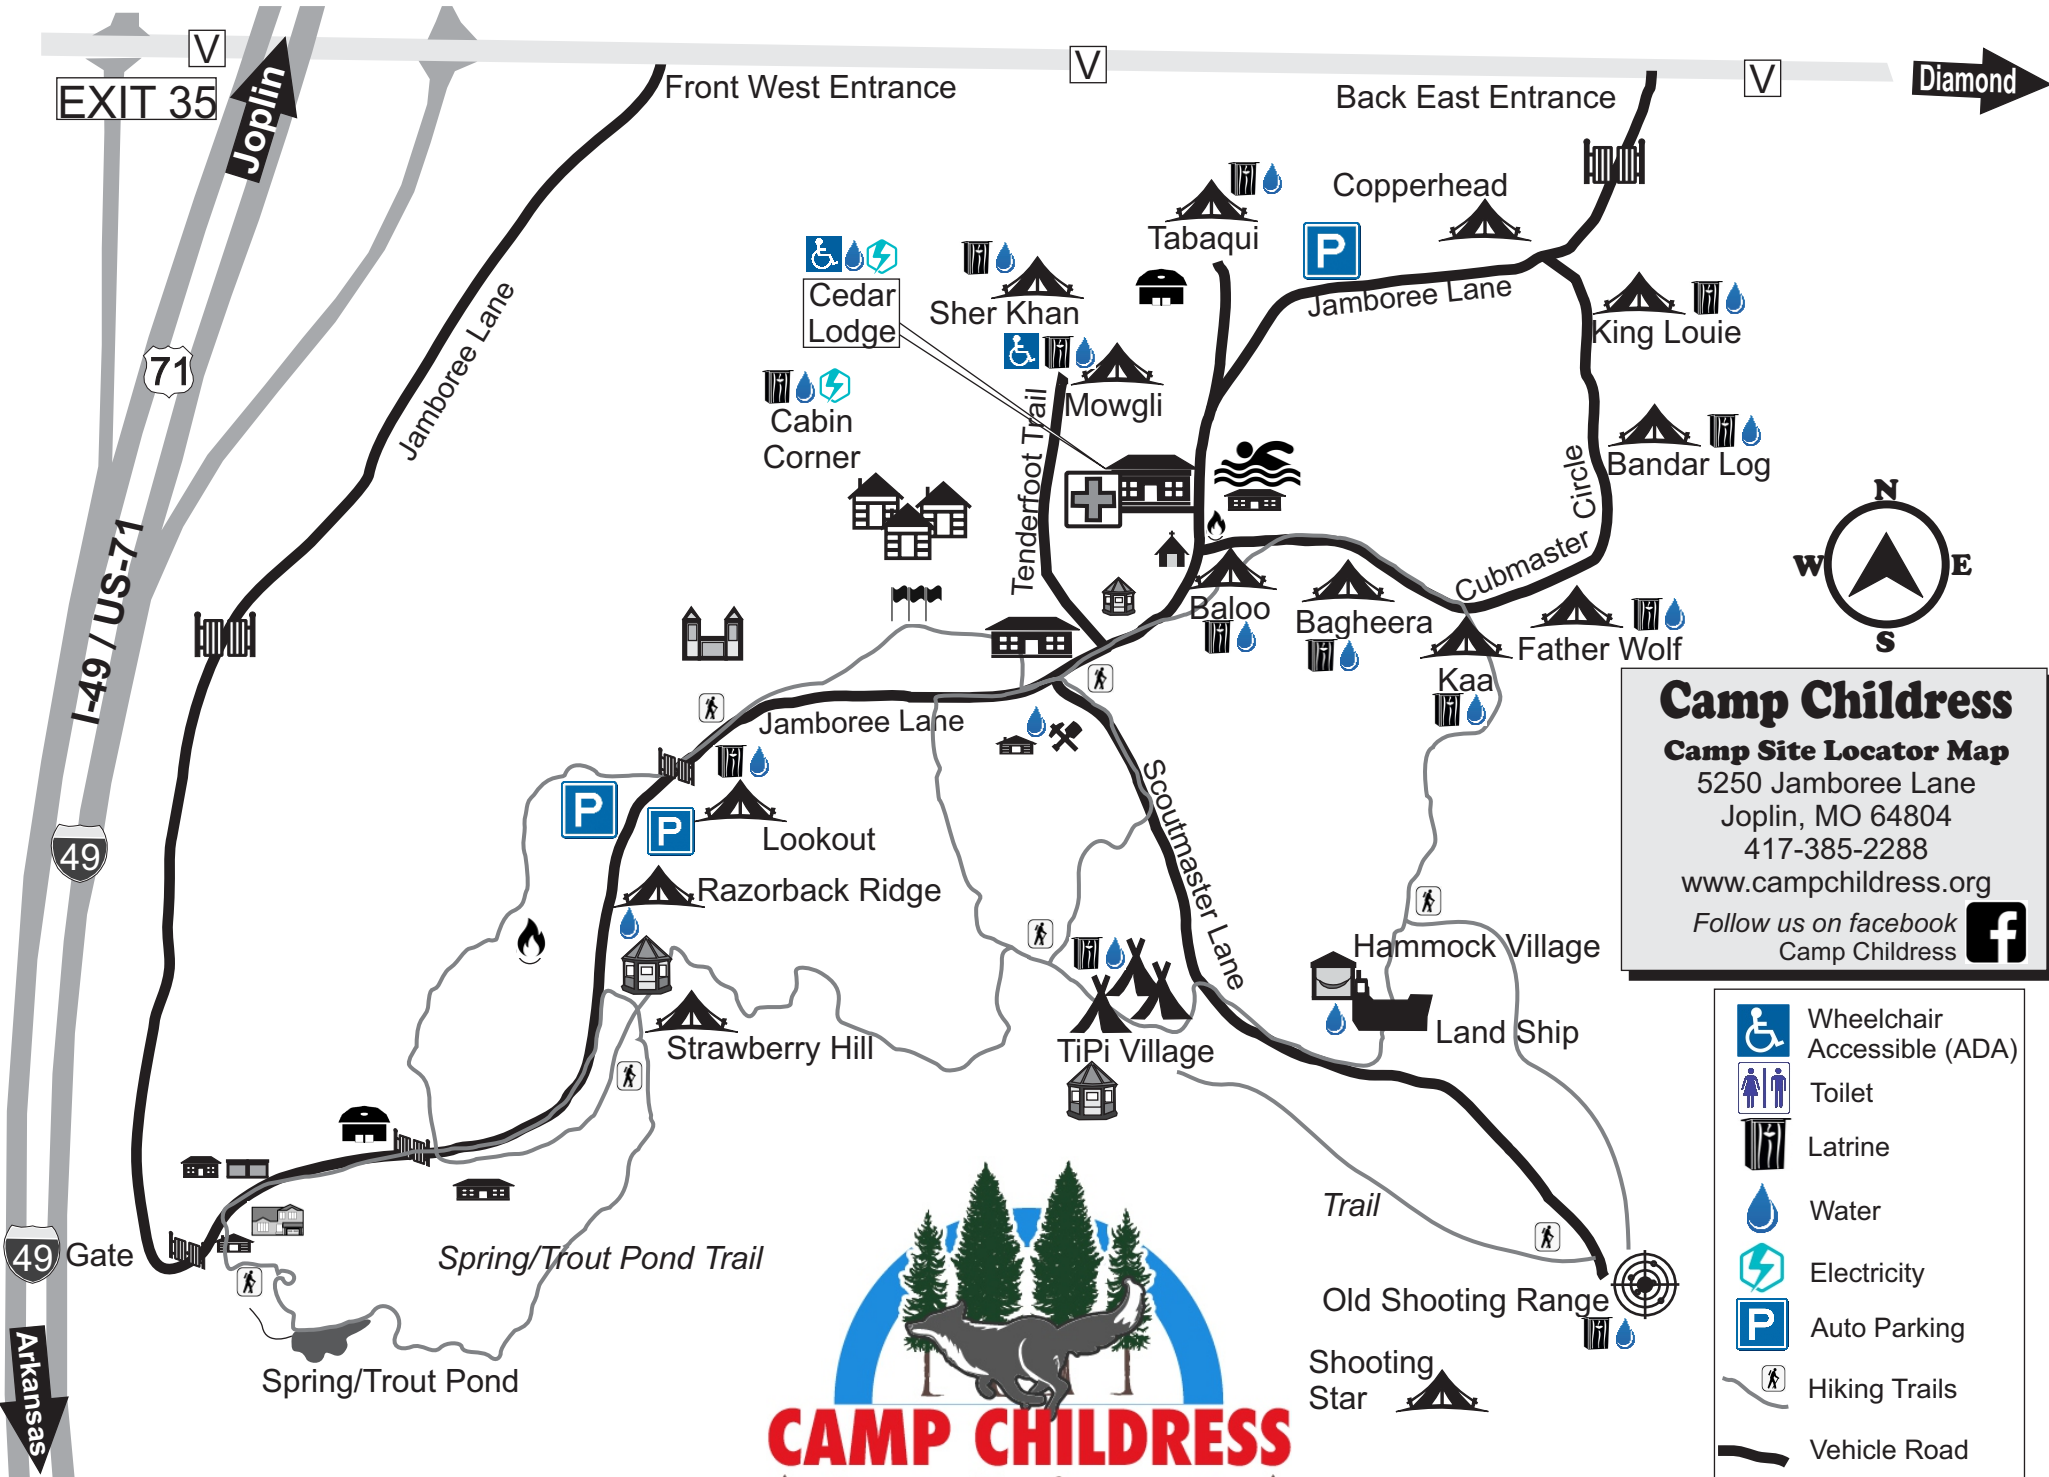 V
V
V
EXIT 35
Joplin
Front West Entrance
Back East Entrance
Diamond
Copperhead
Tabaqui
P
Jamboree Lane
Cedar
Lodge
Sher Khan
King Louie
Mowgli
Tenderfoot Trail
Cabin
Corner
Jamboree Lane
71
Bandar Log
Cubmaster Circle
N
W
E
S
I-49 / US-71
Baloo
Bagheera
Father Wolf
Kaa
Jamboree Lane
Camp Childress
Camp Site Locator Map
5250 Jamboree Lane
Joplin, MO 64804
417-385-2288
www.campchildress.org
Follow us on facebook
Camp Childress
f
P
P
Lookout
49
Razorback Ridge
Scoutmaster Lane
Hammock Village
Land Ship
Strawberry Hill
TiPi Village
Wheelchair
Accessible (ADA)
Toilet
Latrine
Water
Electricity
P
Auto Parking
Hiking Trails
Vehicle Road
Trail
49
Gate
Spring/Trout Pond Trail
Old Shooting Range
Shooting
Star
Spring/Trout Pond
Arkansas
CAMP CHILDRESS